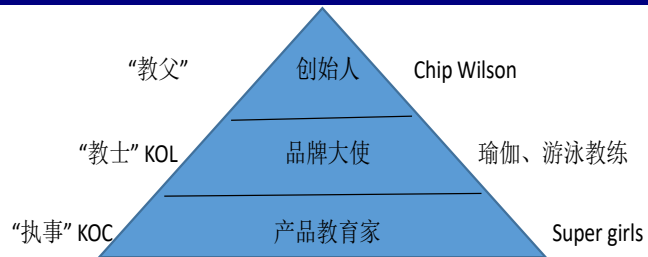 “教父” 创始人 Chip Wilson
“教士” KOL 品牌大使 瑜伽、游泳教练
“执事” KOC 产品教育家 Super girls